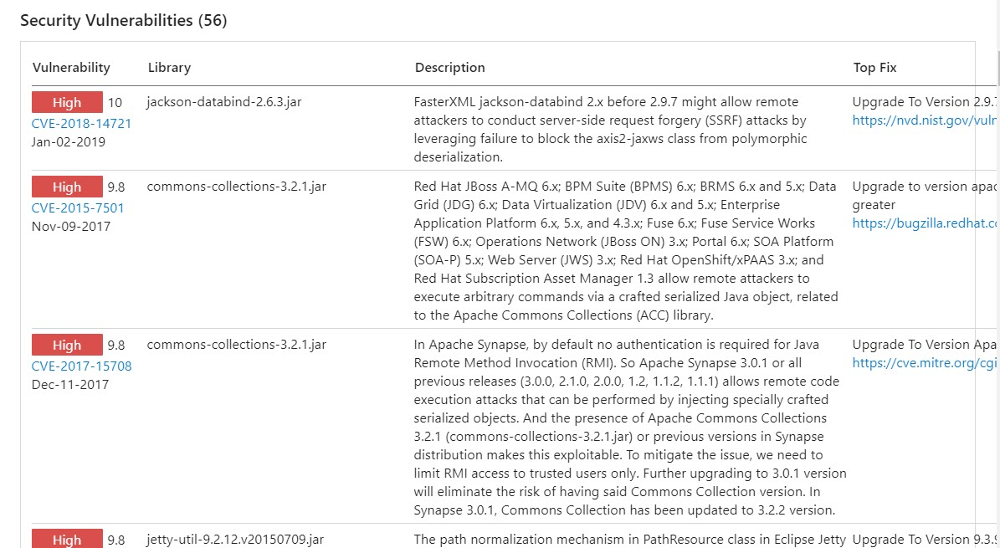 Security Vulnerabilities (56)
Vulnerability Library Description Top Fix
High 10 jackson-databind-2.6.3.jar FasterXML jackson-databind 2.x before 2.9.7 might allow remote Upgrade To Version 2.9.7
CVE-2018-14721 attackers to conduct server-side request forgery (SSRF) attacks by https://nvd.nist.gov/vuln
Jan-02-2019 leveraging failure to block the axis2-jaxws class from polymorphic
deserialization.
High 9.8 commons-collections-3.2.1.jar Red Hat JBoss A-MQ 6.x; BPM Suite (BPMS) 6.x; BRMS 6.x and 5.x; Data Upgrade to version apac
CVE-2015-7501 Grid (JDG) 6.x; Data Virtualization (JDV) 6.x and 5.x; Enterprise greater
Nov-09-2017 Application Platform 6.x, 5.x, and 4.3.x; Fuse 6.x; Fuse Service Works https://bugzilla.redhat.co
(FSW) 6.x; Operations Network (JBoss ON) 3.x; Portal 6.x; SOA Platform
(SOA-P) 5.x; Web Server (JWS) 3.x; Red Hat OpenShift/xPAAS 3.x; and
Red Hat Subscription Asset Manager 1.3 allow remote attackers to
execute arbitrary commands via a crafted serialized Java object, related
to the Apache Commons Collections (ACC) library.
High 9.8 commons-collections-3.2.1.jar In Apache Synapse, by default no authentication is required for Java Upgrade To Version Apa
CVE-2017-15708 Remote Method Invocation (RMI). So Apache Synapse 3.0.1 or all https://cve.mitre.org/cgi
Dec-11-2017 previous releases (3.0.0, 2.1.0, 2.0.0, 1.2, 1.1.2, 1.1.1) allows remote code
execution attacks that can be performed by injecting specially crafted
serialized objects. And the presence of Apache Commons Collections
3.2.1 (commons-collections-3.2.1.jar) or previous versions in Synapse
distribution makes this exploitable. To mitigate the issue, we need to
limit RMI access to trusted users only. Further upgrading to 3.0.1 version
will eliminate the risk of having said Commons Collection version. In
Synapse 3.0.1, Commons Collection has been updated to 3.2.2 version.
High 9.8 jetty-util-9.2.12.v20150709.jar The path normalization mechanism in PathResource class in Eclipse Jetty Upgrade To Version 9.3.9